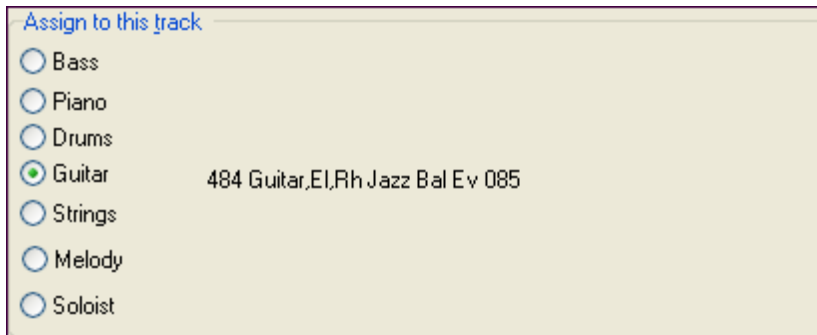 Assign to this track
Bass
Piano
Drums
Guitar 484 Guitar,El,Rh Jazz Bal Ev 085
Strings
Melody
Soloist